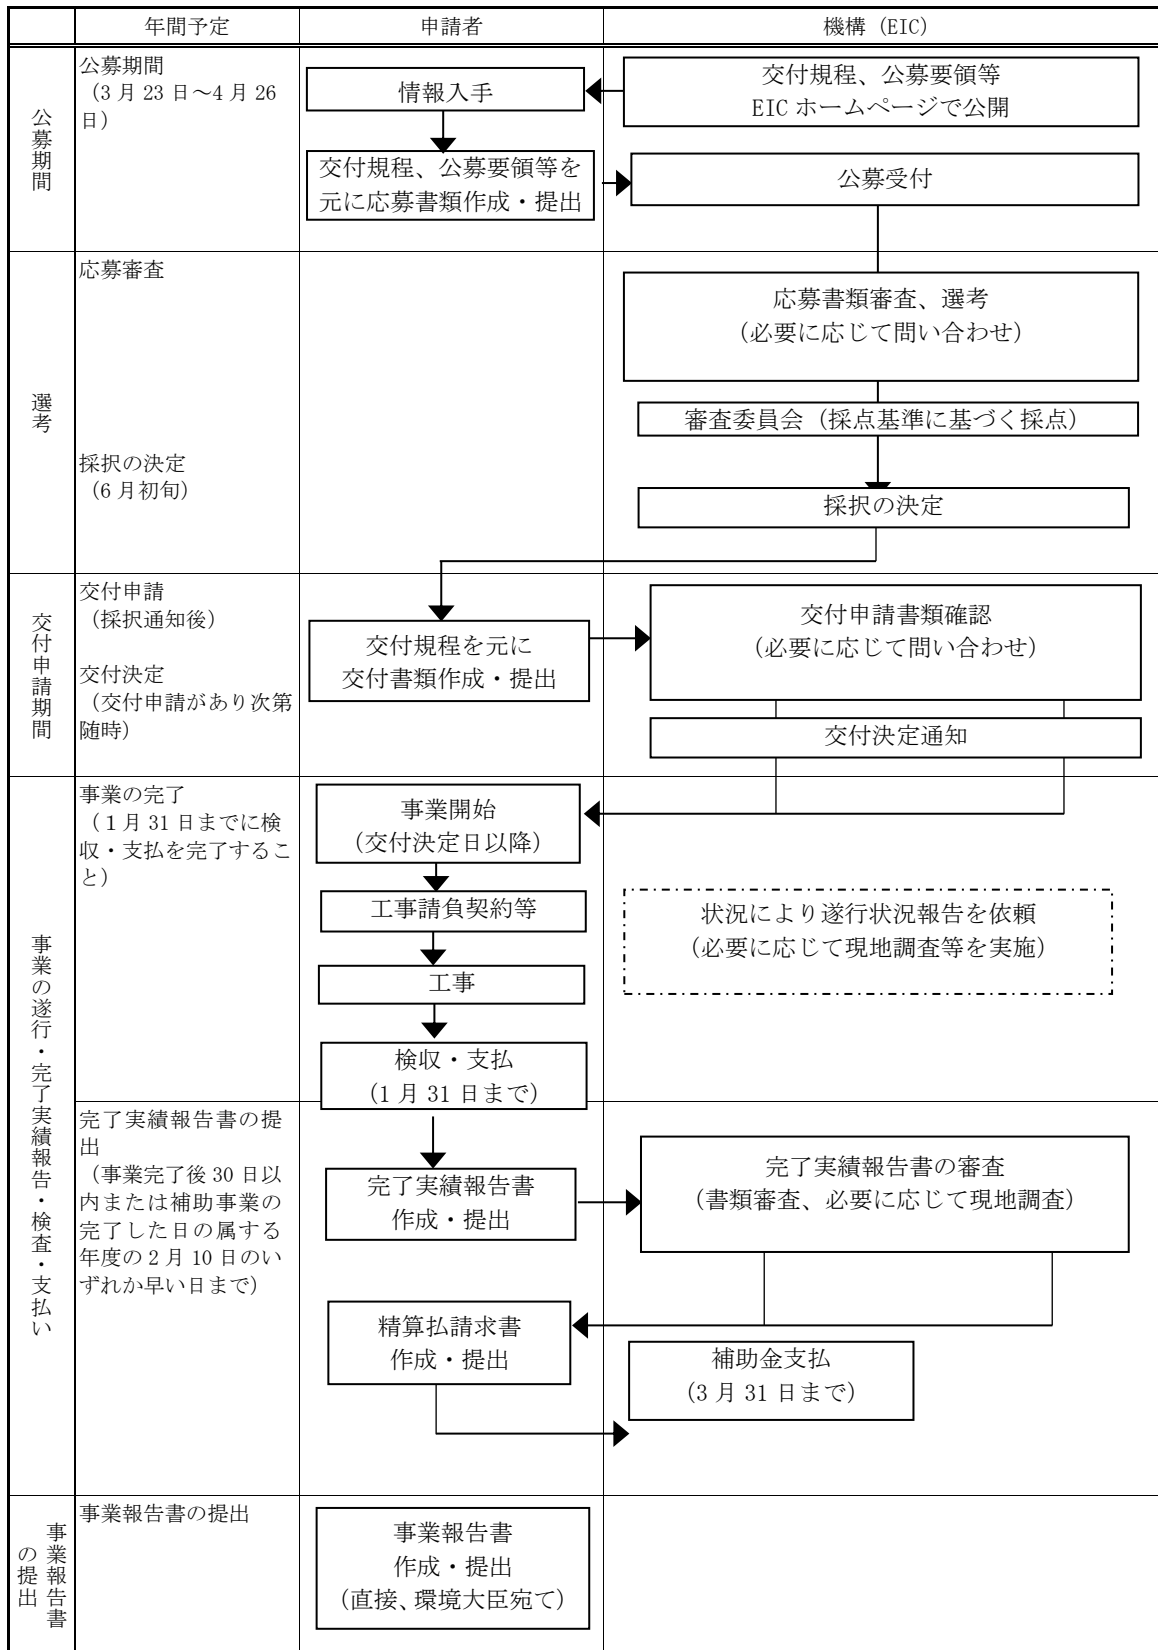 年間予定
申請者
機構（EIC）
公募期間
公募期間
（3月23日～4月26
日）
情報入手
交付規程、公募要領等
EICホームページで公開
交付規程、公募要領等を
元に応募書類作成・提出
公募受付
選考
応募審査
応募書類審査、選考
（必要に応じて問い合わせ）
審査委員会（採点基準に基づく採点）
採択の決定
（6月初旬）
採択の決定
交付申請期間
交付申請
（採択通知後）
交付決定
（交付申請があり次第
随時）
交付規程を元に
交付書類作成・提出
交付申請書類確認
（必要に応じて問い合わせ）
交付決定通知
事業の遂行・完了実績報告・検査・支払い
事業の完了
（１月31日までに検
収・支払を完了するこ
と）
事業開始
（交付決定日以降）
工事請負契約等
工事
検収・支払
（1月31日まで）
状況により遂行状況報告を依頼
（必要に応じて現地調査等を実施）
完了実績報告書の提
出
（事業完了後30日以
内または補助事業の
完了した日の属する
年度の2月10日のい
ずれか早い日まで）
完了実績報告書
作成・提出
完了実績報告書の審査
（書類審査、必要に応じて現地調査）
精算払請求書
作成・提出
補助金支払
（3月31日まで）
事業報告書
の提出
事業報告書の提出
事業報告書
作成・提出
（直接、環境大臣宛て）